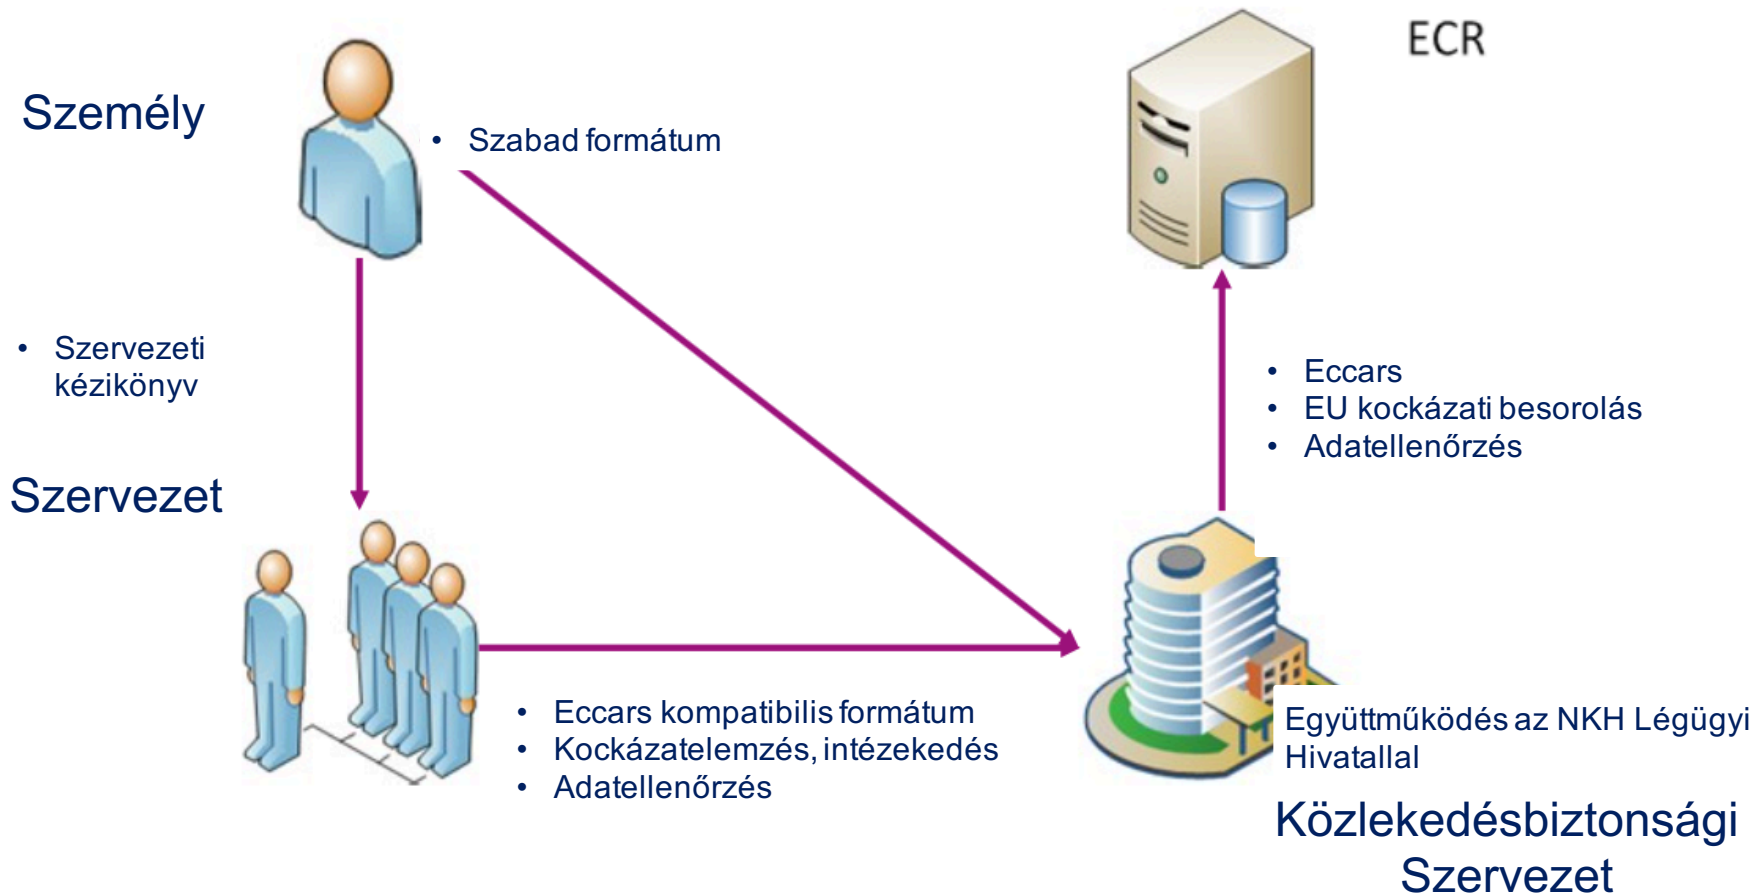 ECR
Személy
• Szabad formátum
• Szervezeti
kézikönyv
• Eccars
• EU kockázati besorolás
• Adatellenőrzés
Szervezet
• Eccars kompatibilis formátum
• Kockázatelemzés, intézekedés
• Adatellenőrzés
Együttműködés az NKH Légügyi
Hivatallal
Közlekedésbiztonsági
Szervezet